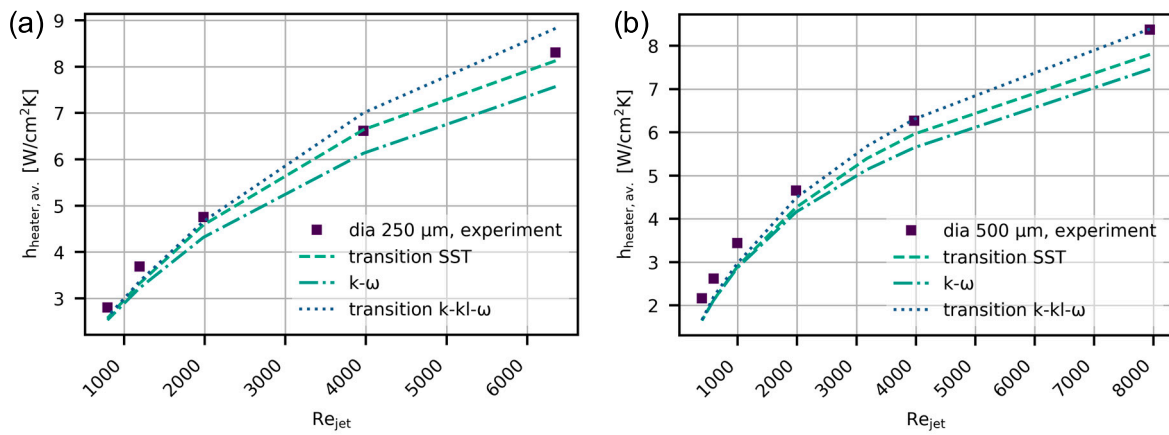 (a)
9
8
7
6
5
4
3
h_heater, av. [W/cm²K]
dia 250 μm, experiment
transition SST
k-ω
transition k-kl-ω
1000 2000 3000 4000 5000 6000
Re_jet
(b)
8
7
6
5
4
3
2
h_heater, av. [W/cm²K]
dia 500 μm, experiment
transition SST
k-ω
transition k-kl-ω
1000 2000 3000 4000 5000 6000 7000 8000
Re_jet